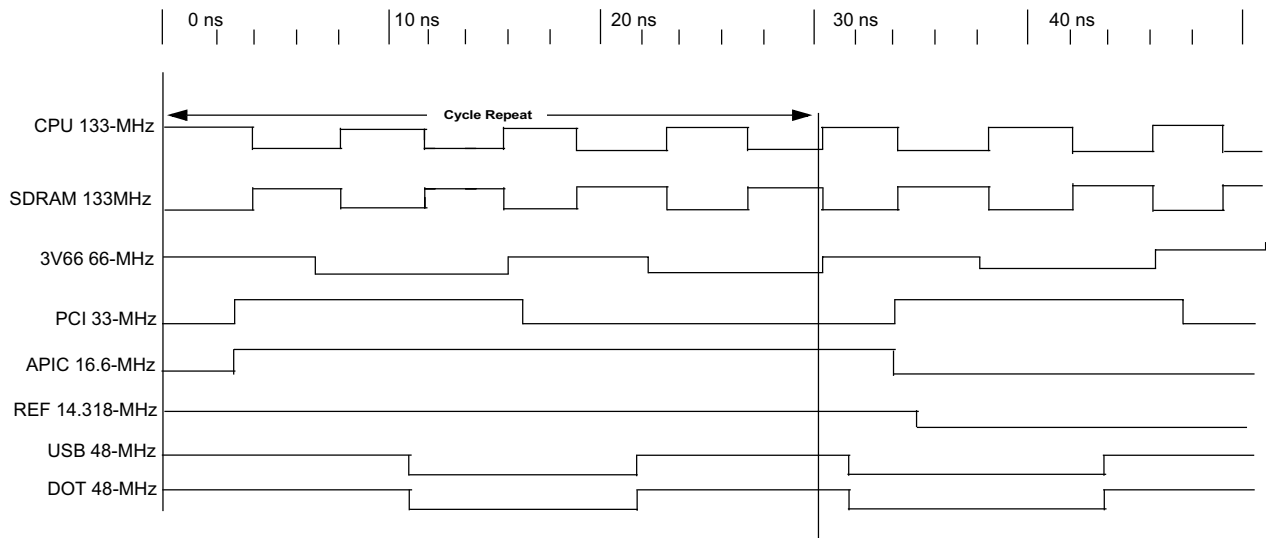 0 ns 10 ns 20 ns 30 ns 40 ns
Cycle Repeat
CPU 133-MHz
SDRAM 133MHz
3V66 66-MHz
PCI 33-MHz
APIC 16.6-MHz
REF 14.318-MHz
USB 48-MHz
DOT 48-MHz